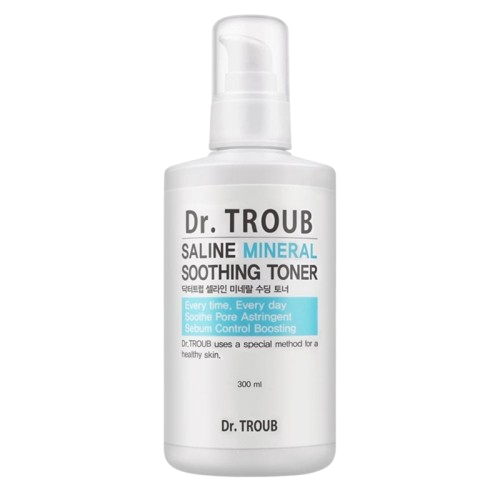 Dr. TROUB
SALINE MINERAL
SOOTHING TONER
닥터트럽 셀라인 미네랄 수딩 토너
Every time, Every day
Soothe Pore Astringent
Sebum Control Boosting
Dr.TROUB uses a special method for a
healthy skin.
300 ml
Dr. TROUB